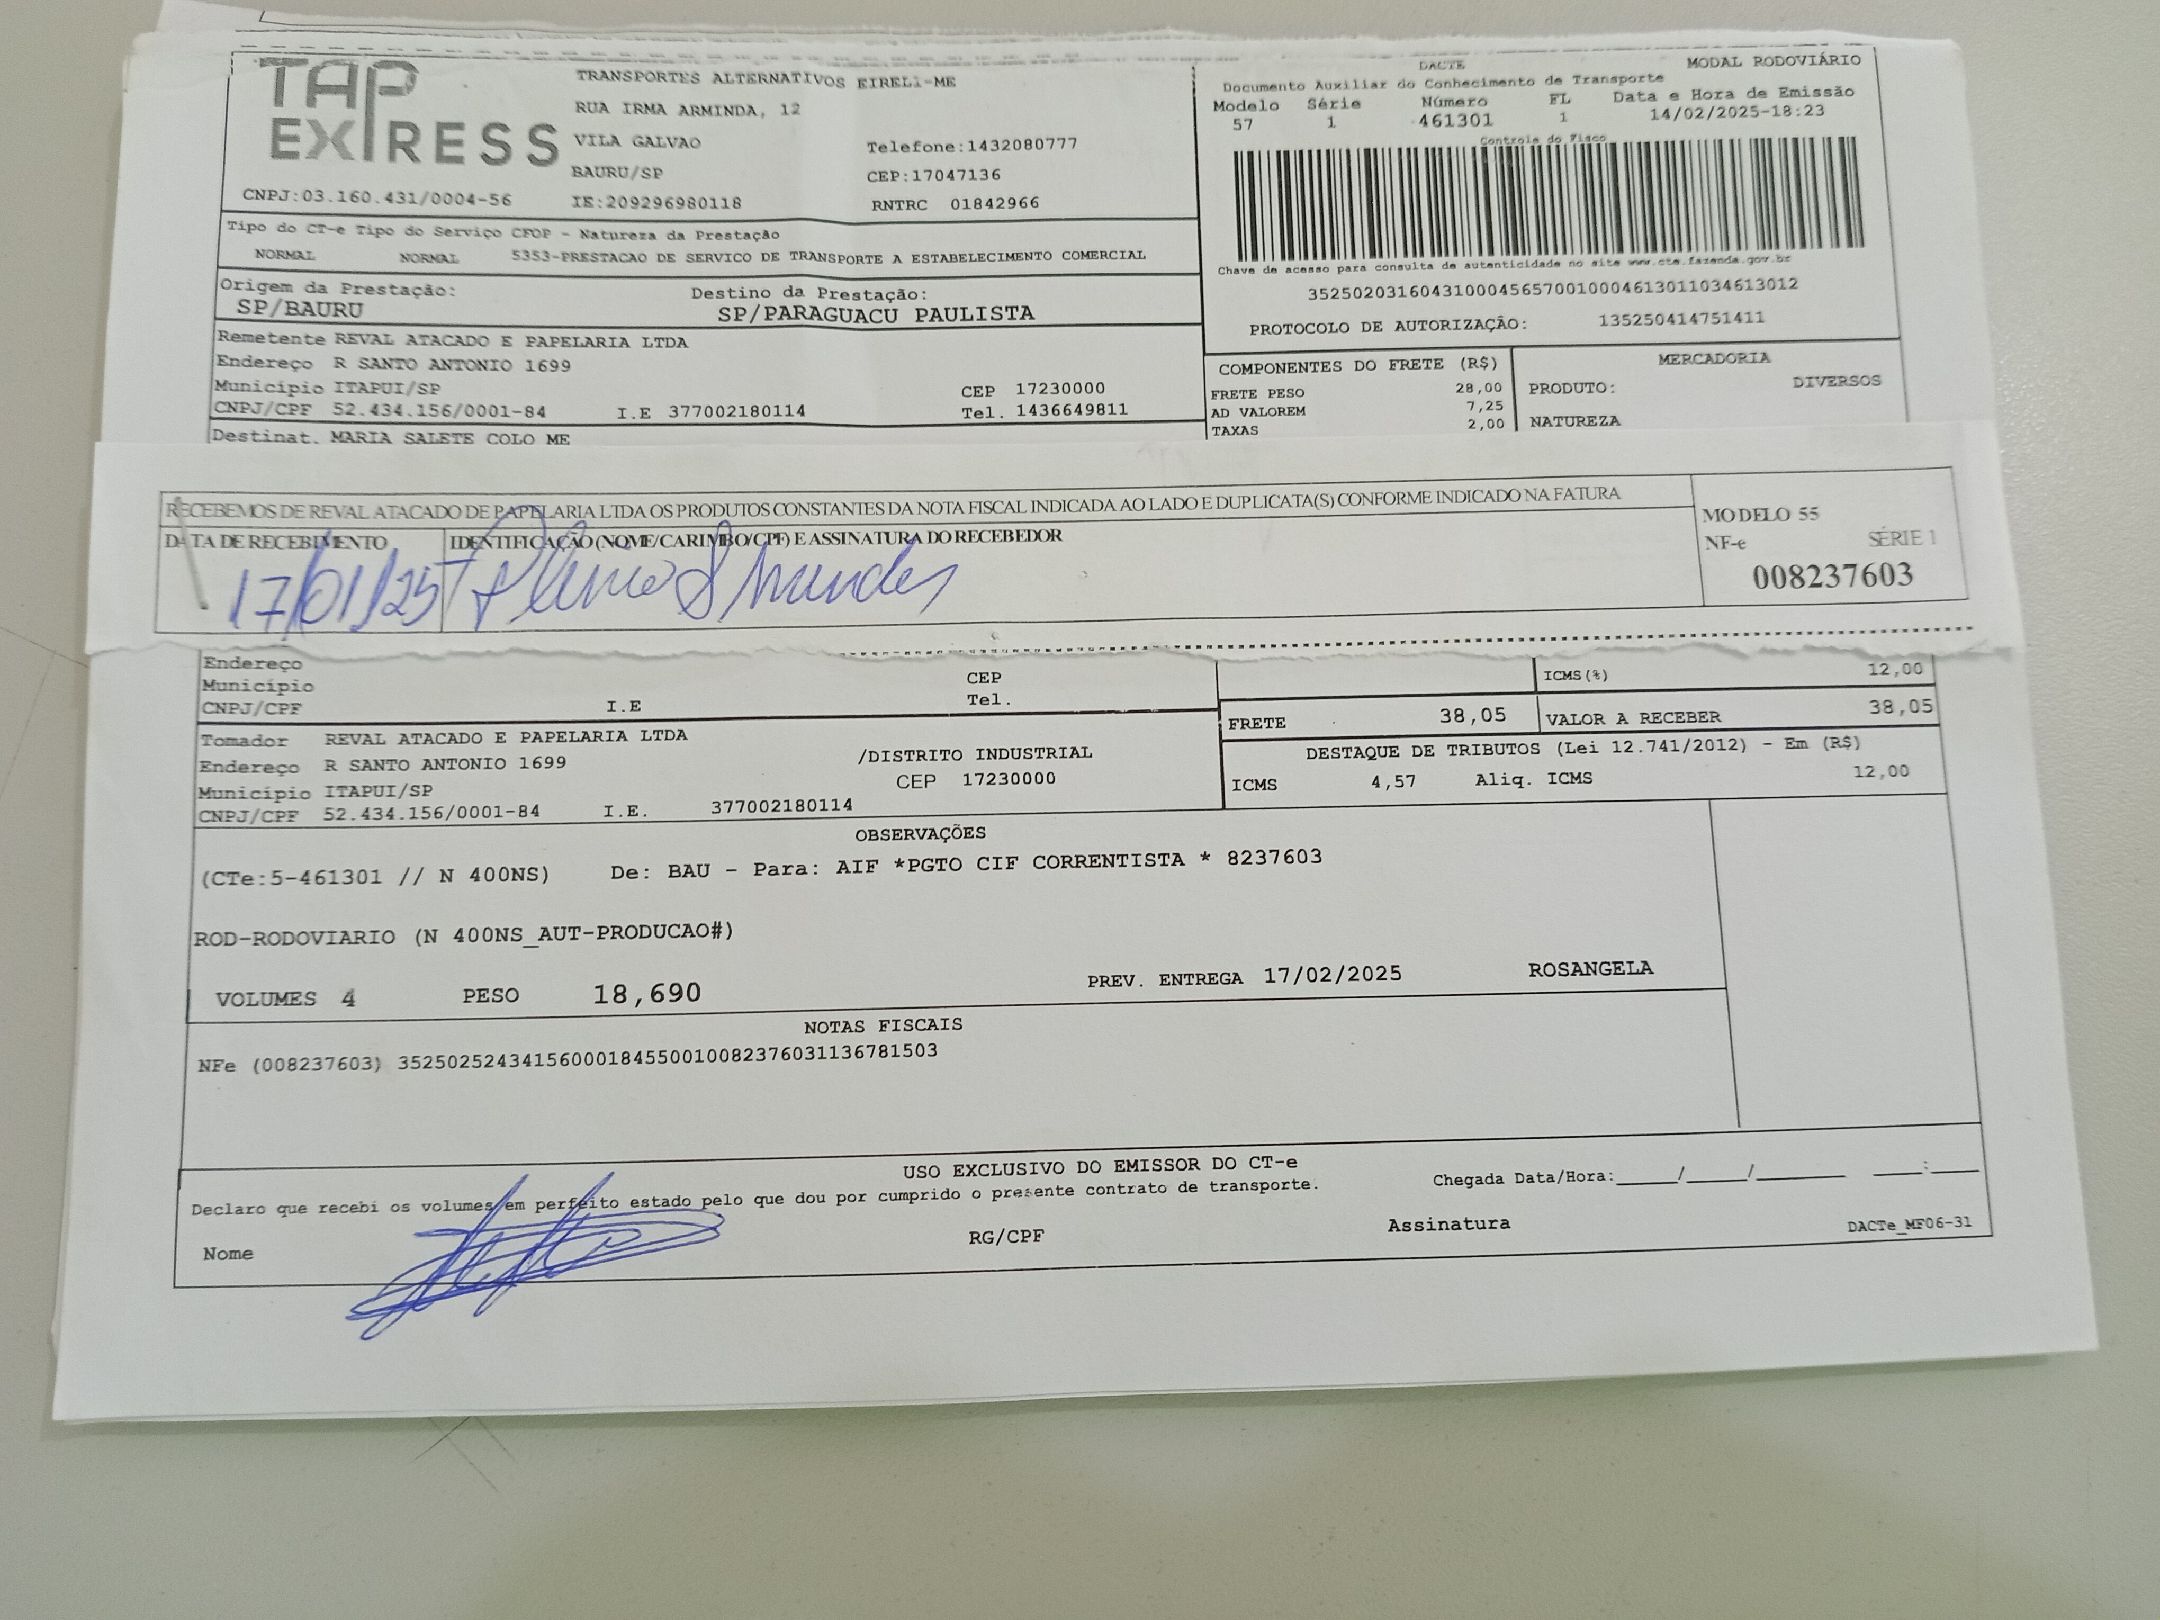 TAP EXPRESS
TRANSPORTES ALTERNATIVOS EIRELI-ME
RUA IRMA ARMINDA, 12
VILA GALVAO Telefone:1432080777
BAURU/SP CEP:17047136
CNPJ:03.160.431/0004-56 IE:209296980118 RNTRC 01842966
DACTE MODAL RODOVIÁRIO
Documento Auxiliar do Conhecimento de Transporte
Modelo Série Número FL Data e Hora de Emissão
57 1 461301 1 14/02/2025-18:23
Controle do Fisco
Chave de acesso para consulta de autenticidade no site www.cte.fazenda.gov.br
35250203160431000456570010004613011034613012
PROTOCOLO DE AUTORIZAÇÃO: 135250414751411
Tipo do CT-e Tipo do Serviço CFOP - Natureza da Prestação
NORMAL NORMAL 5353-PRESTACAO DE SERVICO DE TRANSPORTE A ESTABELECIMENTO COMERCIAL
Origem da Prestação: Destino da Prestação:
SP/BAURU SP/PARAGUACU PAULISTA
Remetente REVAL ATACADO E PAPELARIA LTDA
Endereço R SANTO ANTONIO 1699
Município ITAPUI/SP CEP 17230000
CNPJ/CPF 52.434.156/0001-84 I.E 377002180114 Tel. 1436649811
Destinat. MARIA SALETE COLO ME
COMPONENTES DO FRETE (R$) MERCADORIA
FRETE PESO 28,00 PRODUTO: DIVERSOS
AD VALOREM 7,25
TAXAS 2,00 NATUREZA
RECEBEMOS DE REVAL ATACADO DE PAPELARIA LTDA OS PRODUTOS CONSTANTES DA NOTA FISCAL INDICADA AO LADO E DUPLICATA(S) CONFORME INDICADO NA FATURA
DATA DE RECEBIMENTO IDENTIFICAÇÃO (NOME/CARIMBO/CPF) E ASSINATURA DO RECEBEDOR
17/01/25
MODELO 55
NF-e SÉRIE 1
008237603
Endereço
Município CEP
CNPJ/CPF I.E Tel.
ICMS(%) 12,00
FRETE 38,05 VALOR A RECEBER 38,05
Tomador REVAL ATACADO E PAPELARIA LTDA
Endereço R SANTO ANTONIO 1699 /DISTRITO INDUSTRIAL
Município ITAPUI/SP CEP 17230000
CNPJ/CPF 52.434.156/0001-84 I.E. 377002180114
DESTAQUE DE TRIBUTOS (Lei 12.741/2012) - Em (R$)
ICMS 4,57 Aliq. ICMS 12,00
OBSERVAÇÕES
(CTe:5-461301 // N 400NS) De: BAU - Para: AIF *PGTO CIF CORRENTISTA * 8237603
ROD-RODOVIARIO (N 400NS_AUT-PRODUCAO#)
VOLUMES 4 PESO 18,690 PREV. ENTREGA 17/02/2025 ROSANGELA
NOTAS FISCAIS
NFe (008237603) 35250252434156000184550010082376031136781503
USO EXCLUSIVO DO EMISSOR DO CT-e
Declaro que recebi os volumes em perfeito estado pelo que dou por cumprido o presente contrato de transporte. Chegada Data/Hora:____/____/______ ___:___
Nome RG/CPF Assinatura DACTe_MF06-31